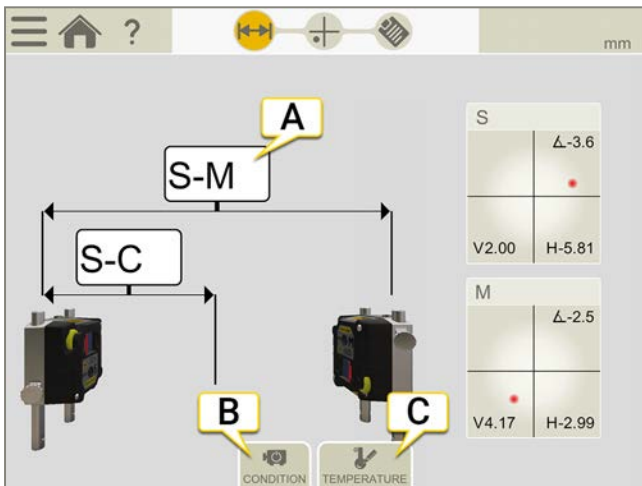 ?
mm
A
S
∡-3.6
S-M
V2.00 H-5.81
S-C
M
∡-2.5
B
C
V4.17 H-2.99
CONDITION
TEMPERATURE